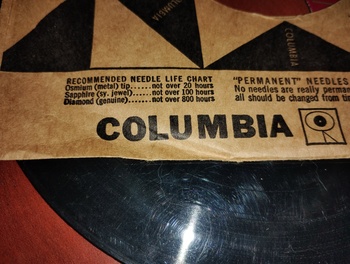 COLUMBIA
COLUMBIA
RECOMMENDED NEEDLE LIFE CHART
Osmium (metal) tip......not over 20 hours
Sapphire (sy. jewel).....not over 100 hours
Diamond (genuine)......not over 800 hours
"PERMANENT" NEEDLES
No needles are really perman
all should be changed from tim
COLUMBIA